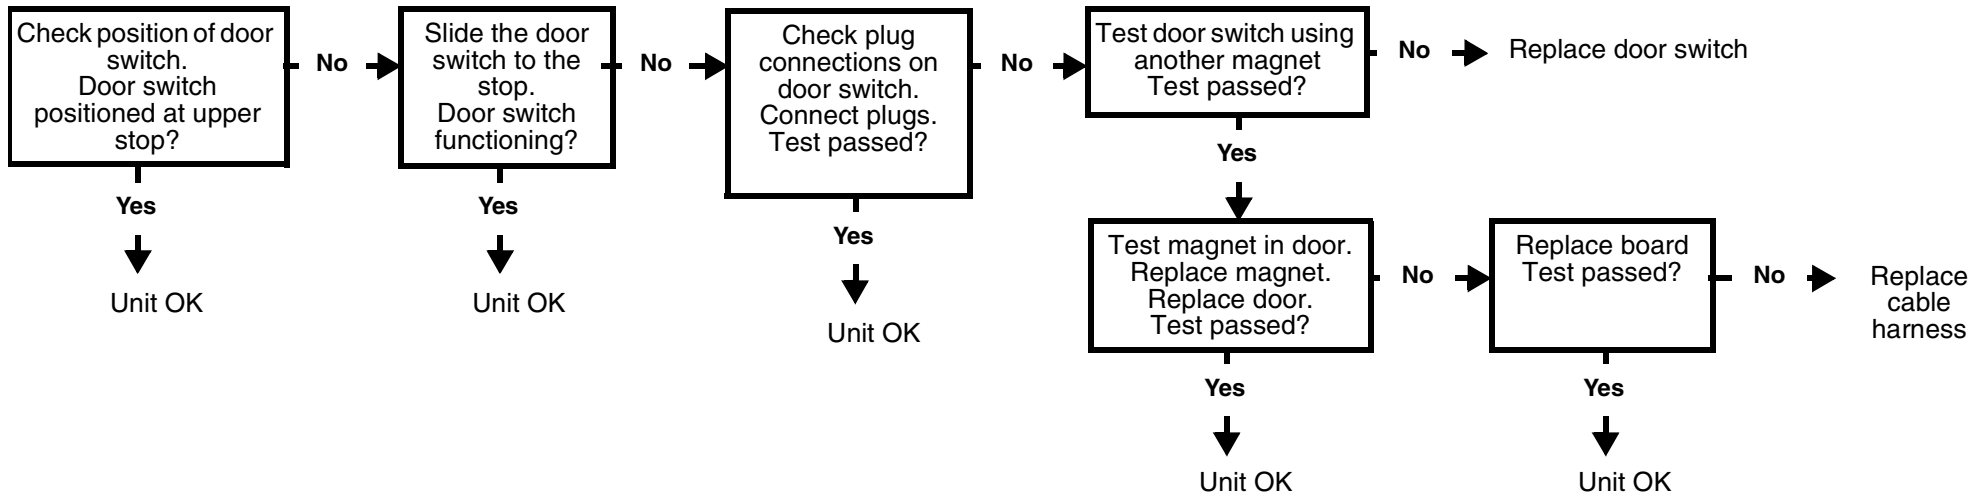 Check position of door
switch.
Door switch
positioned at upper
stop?
No
Slide the door
switch to the
stop.
Door switch
functioning?
No
Check plug
connections on
door switch.
Connect plugs.
Test passed?
No
Test door switch using
another magnet
Test passed?
No
Replace door switch
Yes
Unit OK
Yes
Unit OK
Yes
Unit OK
Yes
Test magnet in door.
Replace magnet.
Replace door.
Test passed?
No
Replace board
Test passed?
No
Replace
cable
harness
Yes
Unit OK
Yes
Unit OK